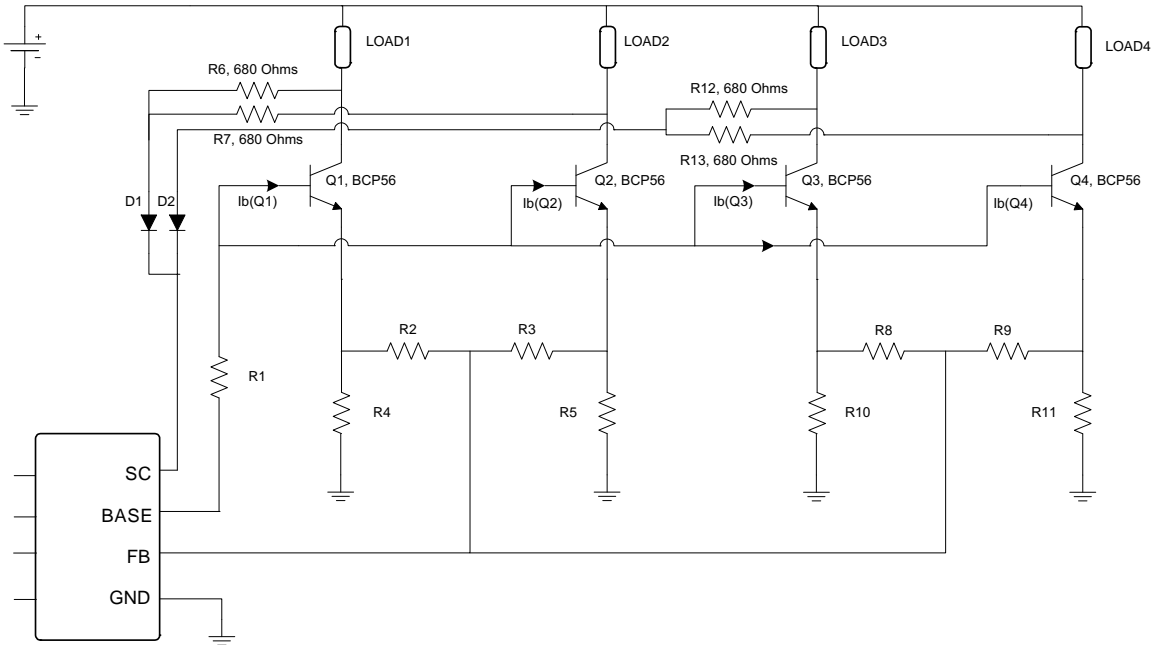 +
−
LOAD1
LOAD2
LOAD3
LOAD4
R6, 680 Ohms
R7, 680 Ohms
R12, 680 Ohms
R13, 680 Ohms
D1
D2
Q1, BCP56
Q2, BCP56
Q3, BCP56
Q4, BCP56
Ib(Q1)
Ib(Q2)
Ib(Q3)
Ib(Q4)
R2
R3
R8
R9
R1
R4
R5
R10
R11
SC
BASE
FB
GND